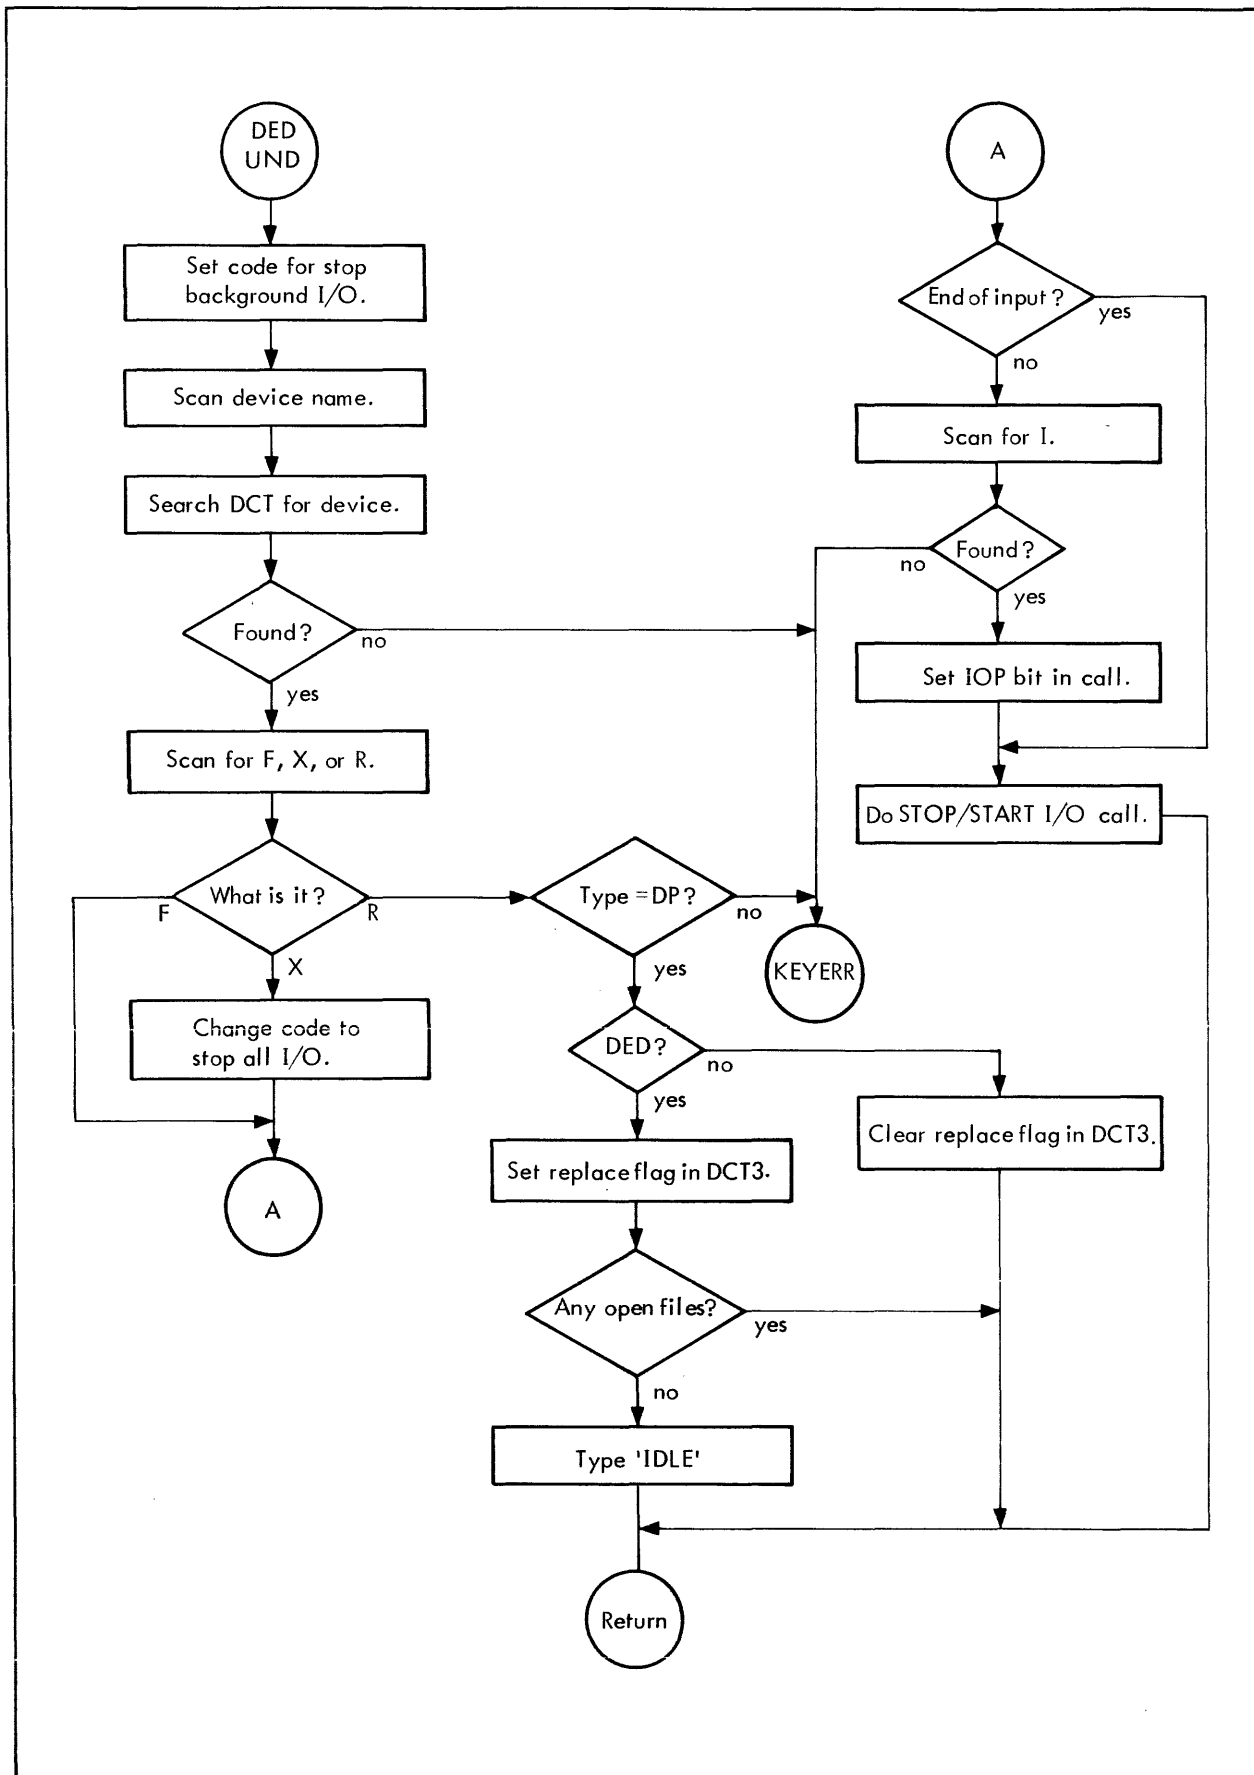 DED
UND
Set code for stop
background I/O.
Scan device name.
Search DCT for device.
Found?
no
yes
Scan for F, X, or R.
What is it?
F
R
X
Change code to
stop all I/O.
A
Type = DP?
no
yes
KEYERR
DED?
no
yes
Set replace flag in DCT3.
Clear replace flag in DCT3.
Any open files?
yes
no
Type 'IDLE'
Return
A
End of input?
yes
no
Scan for I.
Found?
no
yes
Set IOP bit in call.
Do STOP/START I/O call.